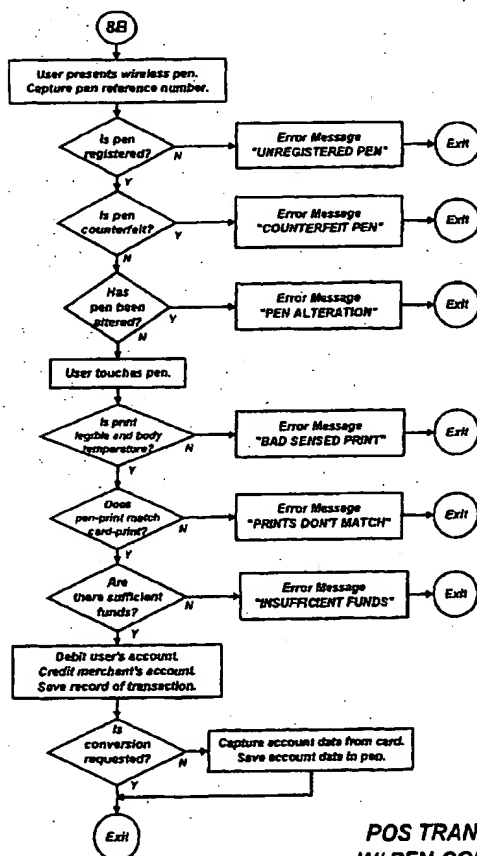 8B
User presents wireless pen.
Capture pen reference number.
Is pen
registered?
N
Error Message
"UNREGISTERED PEN"
Exit
Y
Is pen
counterfeit?
Y
Error Message
"COUNTERFEIT PEN"
Exit
N
Has
pen been
altered?
Y
Error Message
"PEN ALTERATION"
Exit
N
User touches pen.
Is print
legible and body
temperature?
N
Error Message
"BAD SENSED PRINT"
Exit
Y
Does
pen-print match
card-print?
N
Error Message
"PRINTS DON'T MATCH"
Exit
Y
Are
there sufficient
funds?
N
Error Message
"INSUFFICIENT FUNDS"
Exit
Y
Debit user's account.
Credit merchant's account.
Save record of transaction.
Is
conversion
requested?
N
Capture account data from card.
Save account data in pen.
Y
Exit
POS TRAN